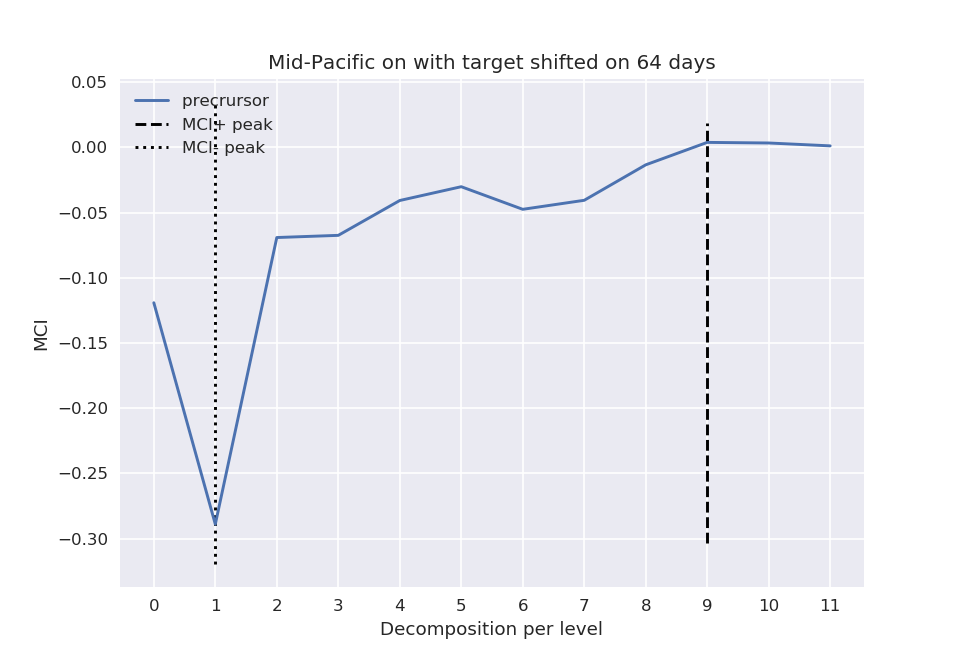 Mid-Pacific on with target shifted on 64 days
precrursor
MCI+ peak
MCI- peak
0.05
0.00
−0.05
−0.10
−0.15
−0.20
−0.25
−0.30
MCI
0 1 2 3 4 5 6 7 8 9 10 11
Decomposition per level